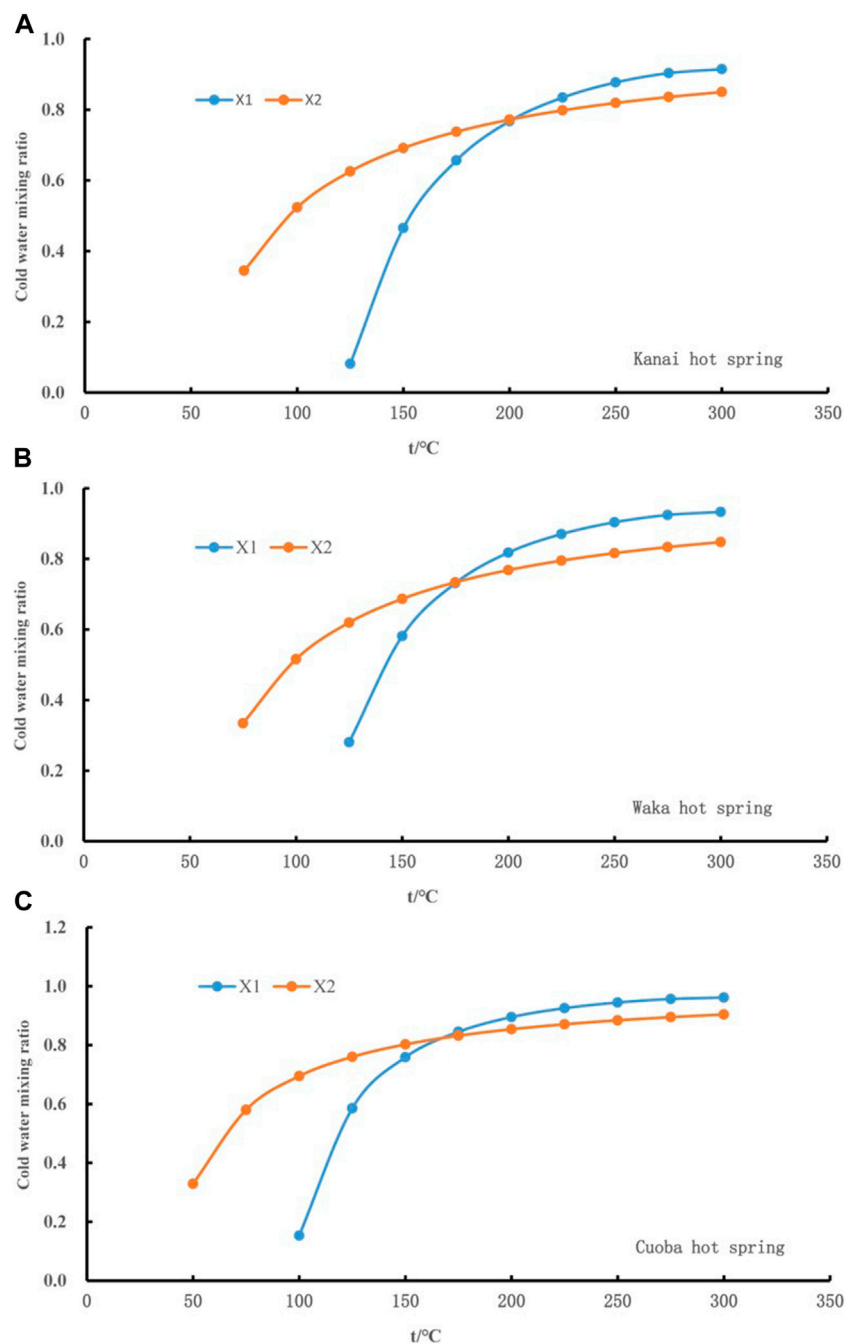 A
1.0
X1 X2
0.8
0.6
0.4
0.2
0.0
Cold water mixing ratio
Kanai hot spring
0 50 100 150 200 250 300 350
t/°C
B
1.0
X1 X2
0.8
0.6
0.4
0.2
0.0
Cold water mixing ratio
Waka hot spring
0 50 100 150 200 250 300 350
t/°C
C
1.2
1.0
X1 X2
0.8
0.6
0.4
0.2
0.0
Cold water mixing ratio
Cuoba hot spring
0 50 100 150 200 250 300 350
t/°C